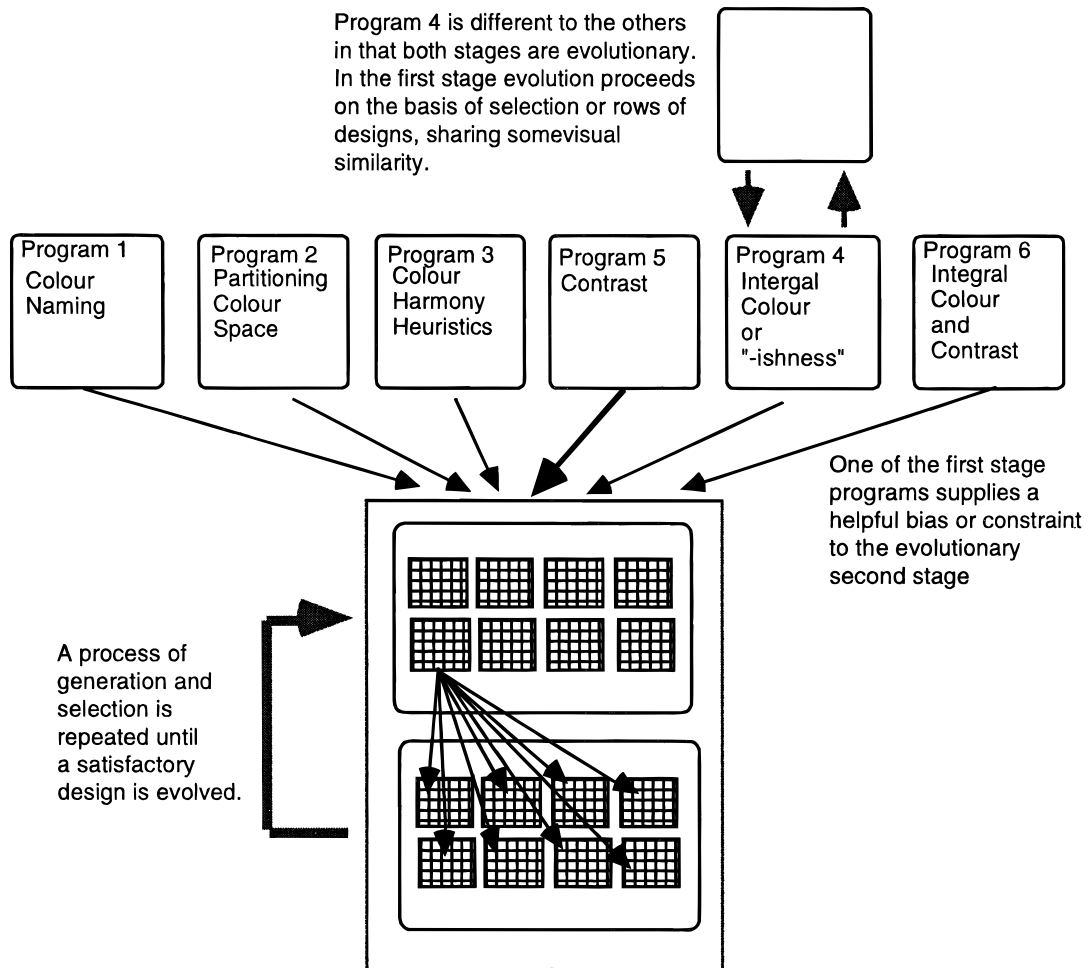 Program 4 is different to the others
in that both stages are evolutionary.
In the first stage evolution proceeds
on the basis of selection or rows of
designs, sharing somevisual
similarity.
Program 1
Colour
Naming
Program 2
Partitioning
Colour
Space
Program 3
Colour
Harmony
Heuristics
Program 5
Contrast
Program 4
Intergal
Colour
or
"-ishness"
Program 6
Integral
Colour
and
Contrast
One of the first stage
programs supplies a
helpful bias or constraint
to the evolutionary
second stage
A process of
generation and
selection is
repeated until
a satisfactory
design is evolved.